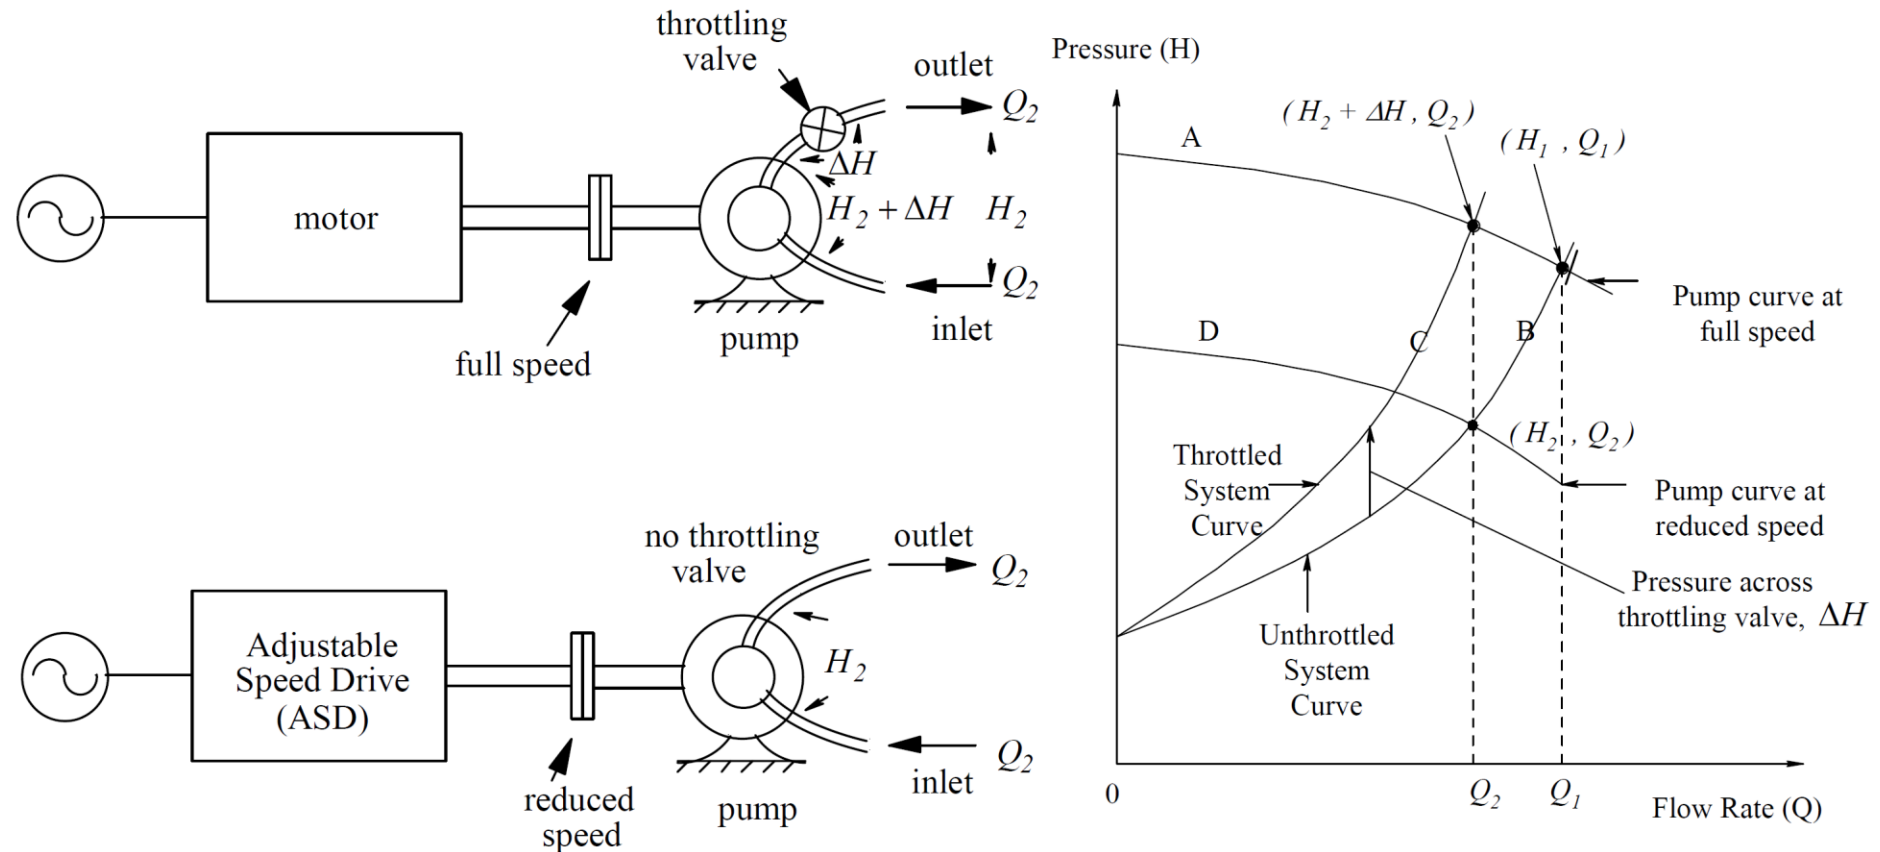 throttling
valve
outlet
Q2
ΔH
motor
H2 + ΔH
H2
Q2
inlet
pump
full speed
no throttling
valve
outlet
Q2
Adjustable
Speed Drive
(ASD)
H2
Q2
inlet
pump
reduced
speed
Pressure (H)
(H2 + ΔH, Q2)
(H1, Q1)
A
Pump curve at
full speed
D
C
B
(H2, Q2)
Throttled
System
Curve
Pump curve at
reduced speed
Pressure across
throttling valve, ΔH
Unthrottled
System
Curve
0
Q2
Q1
Flow Rate (Q)